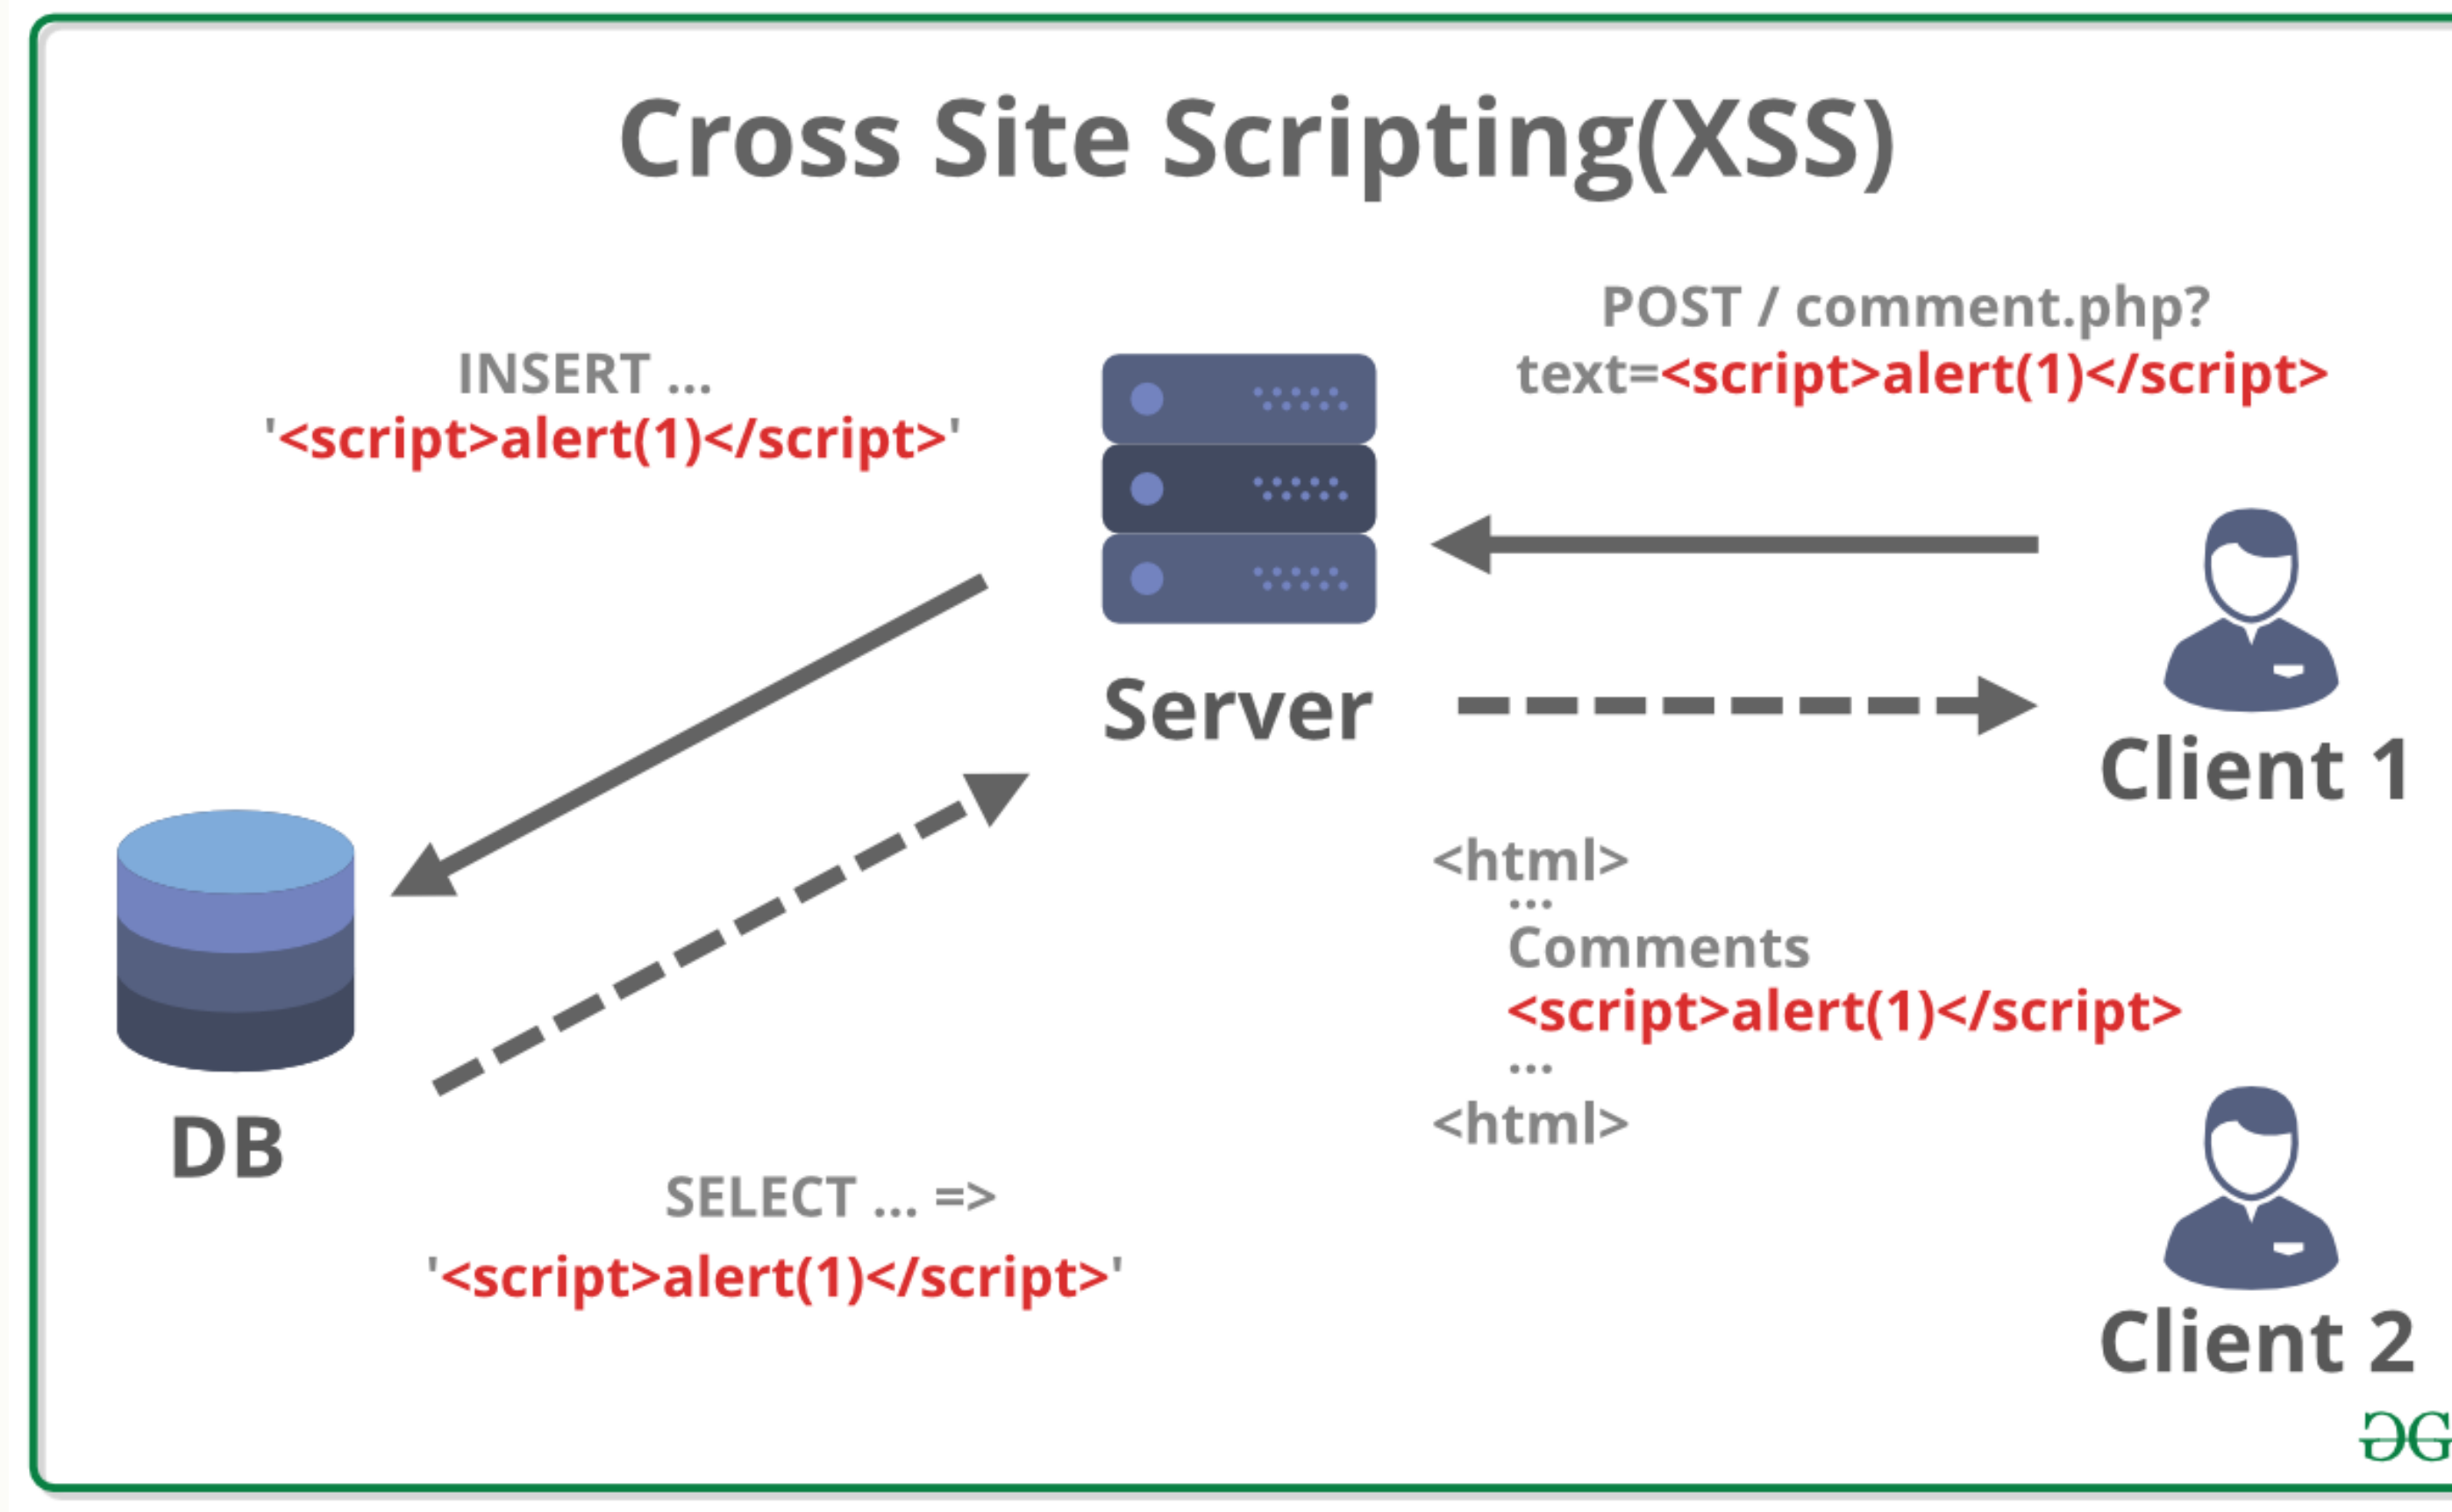 Cross Site Scripting(XSS)
POST / comment.php?
text=<script>alert(1)</script>
INSERT ...
'<script>alert(1)</script>'
Server
Client 1
<html>
...
Comments
<script>alert(1)</script>
...
<html>
DB
SELECT ... =>
'<script>alert(1)</script>'
Client 2